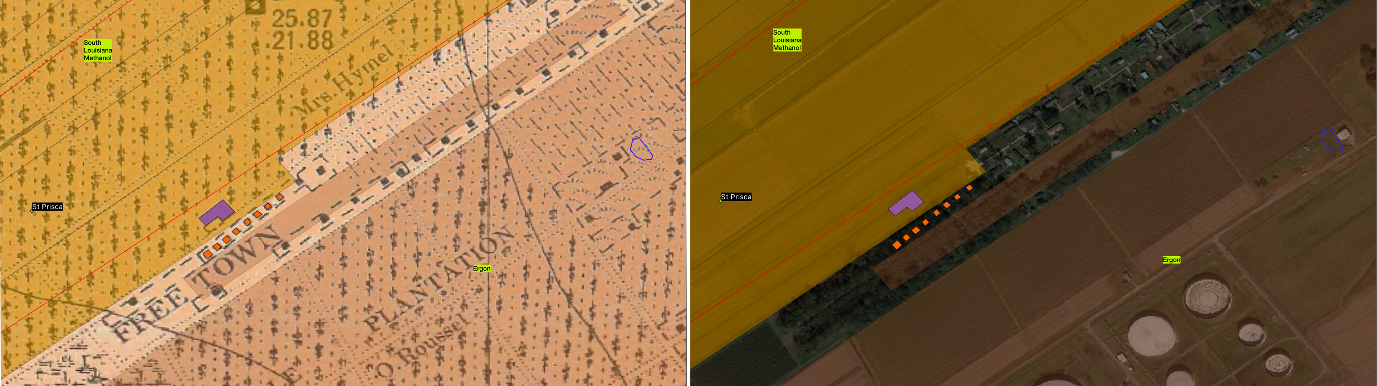 25.87
21.88
South
Louisiana
Methanol
Mrs. Hymel
St Prisca
FREE TOWN
PLANTATION
Roussel
Ergon
South
Louisiana
Methanol
St Prisca
Ergon